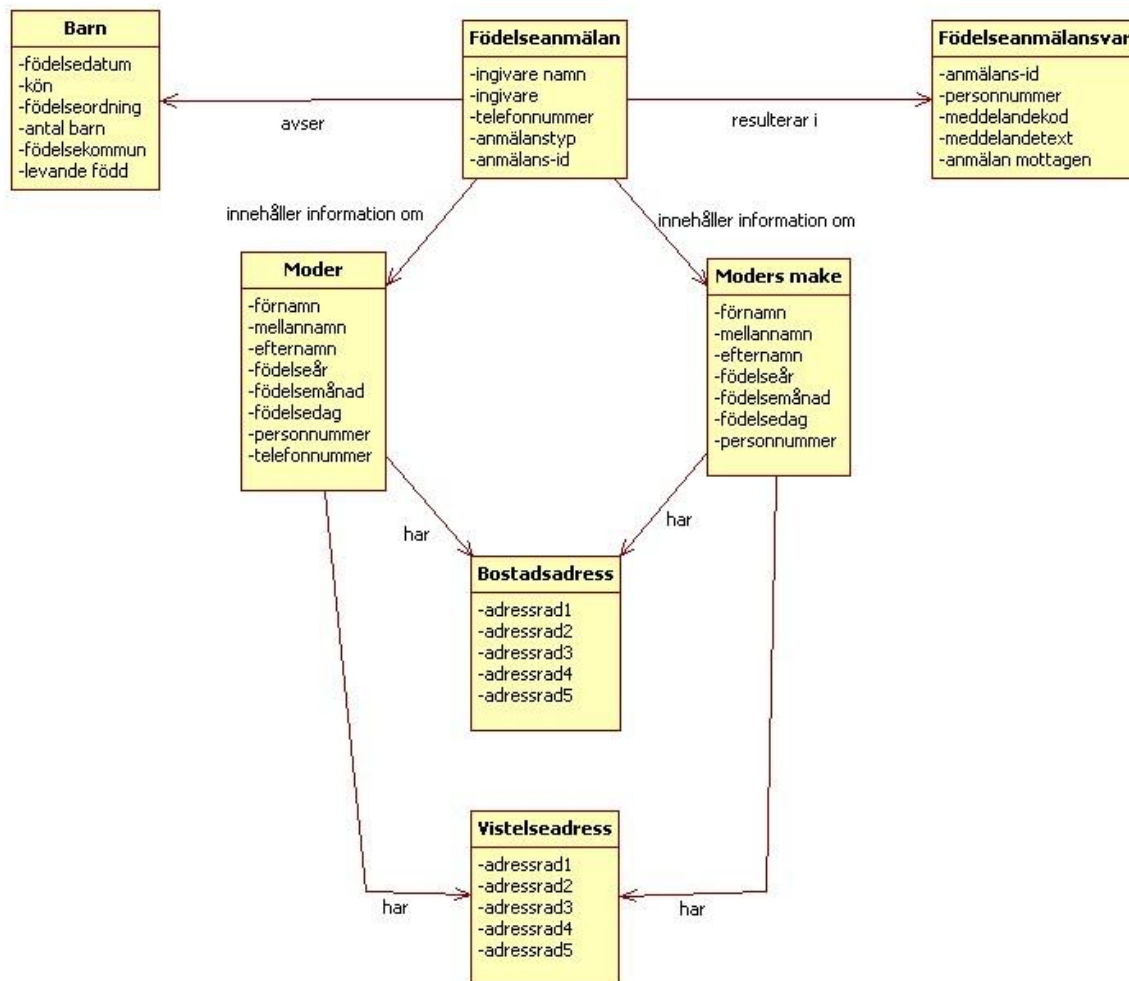 Barn
-födelsedatum
-kön
-födelseordning
-antal barn
-födelsekommun
-levande född
avser
Födelseanmälan
-ingivare namn
-ingivare
-telefonnummer
-anmälanstyp
-anmälans-id
resulterar i
Födelseanmälansvar
-anmälans-id
-personnummer
-meddelandekod
-meddelandetext
-anmälan mottagen
innehåller information om
innehåller information om
Moder
-förnamn
-mellannamn
-efternamn
-födelseår
-födelsemånad
-födelsedag
-personnummer
-telefonnummer
Moders make
-förnamn
-mellannamn
-efternamn
-födelseår
-födelsemånad
-födelsedag
-personnummer
har
har
Bostadsadress
-adressrad1
-adressrad2
-adressrad3
-adressrad4
-adressrad5
Vistelseadress
-adressrad1
-adressrad2
-adressrad3
-adressrad4
-adressrad5
har
har